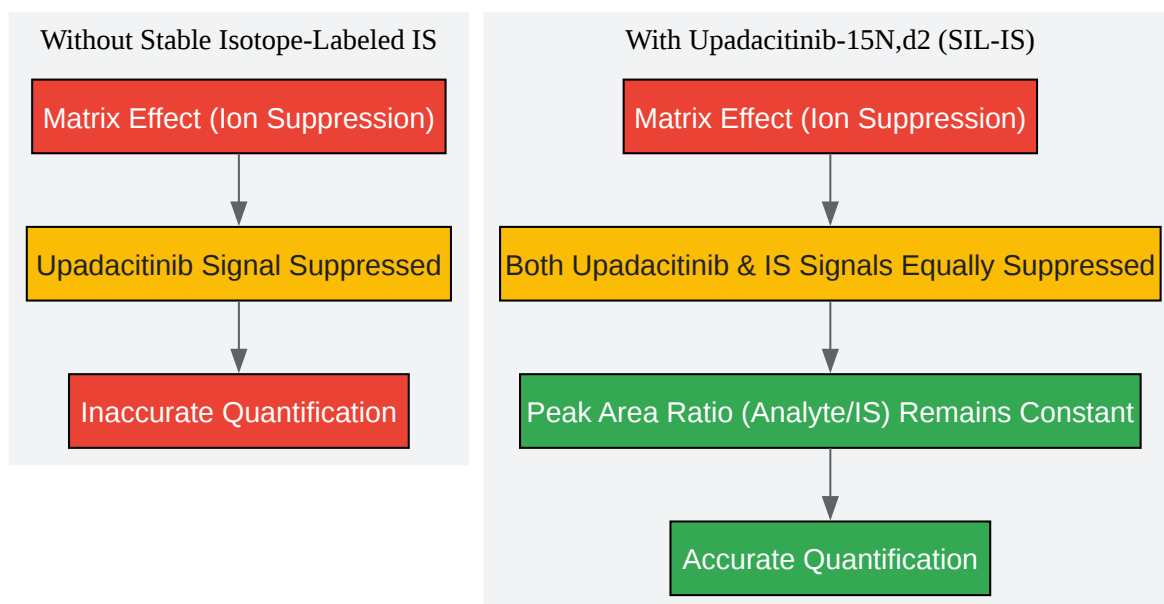 Without Stable Isotope-Labeled IS
Matrix Effect (Ion Suppression)
Upadacitinib Signal Suppressed
Inaccurate Quantification
With Upadacitinib-15N,d2 (SIL-IS)
Matrix Effect (Ion Suppression)
Both Upadacitinib & IS Signals Equally Suppressed
Peak Area Ratio (Analyte/IS) Remains Constant
Accurate Quantification